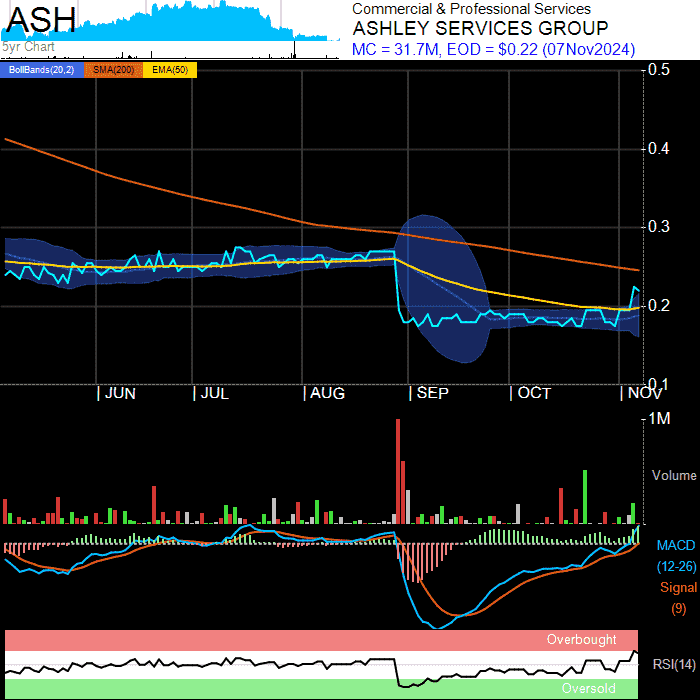 ASH
5yr Chart
Commercial & Professional Services
ASHLEY SERVICES GROUP
MC = 31.7M, EOD = $0.22 (07Nov2024)
BollBands(20,2) SMA(200) EMA(50)
0.5
0.4
0.3
0.2
0.1
JUN JUL AUG SEP OCT NOV
1M
Volume
MACD
(12-26)
Signal
(9)
Overbought
RSI(14)
Oversold